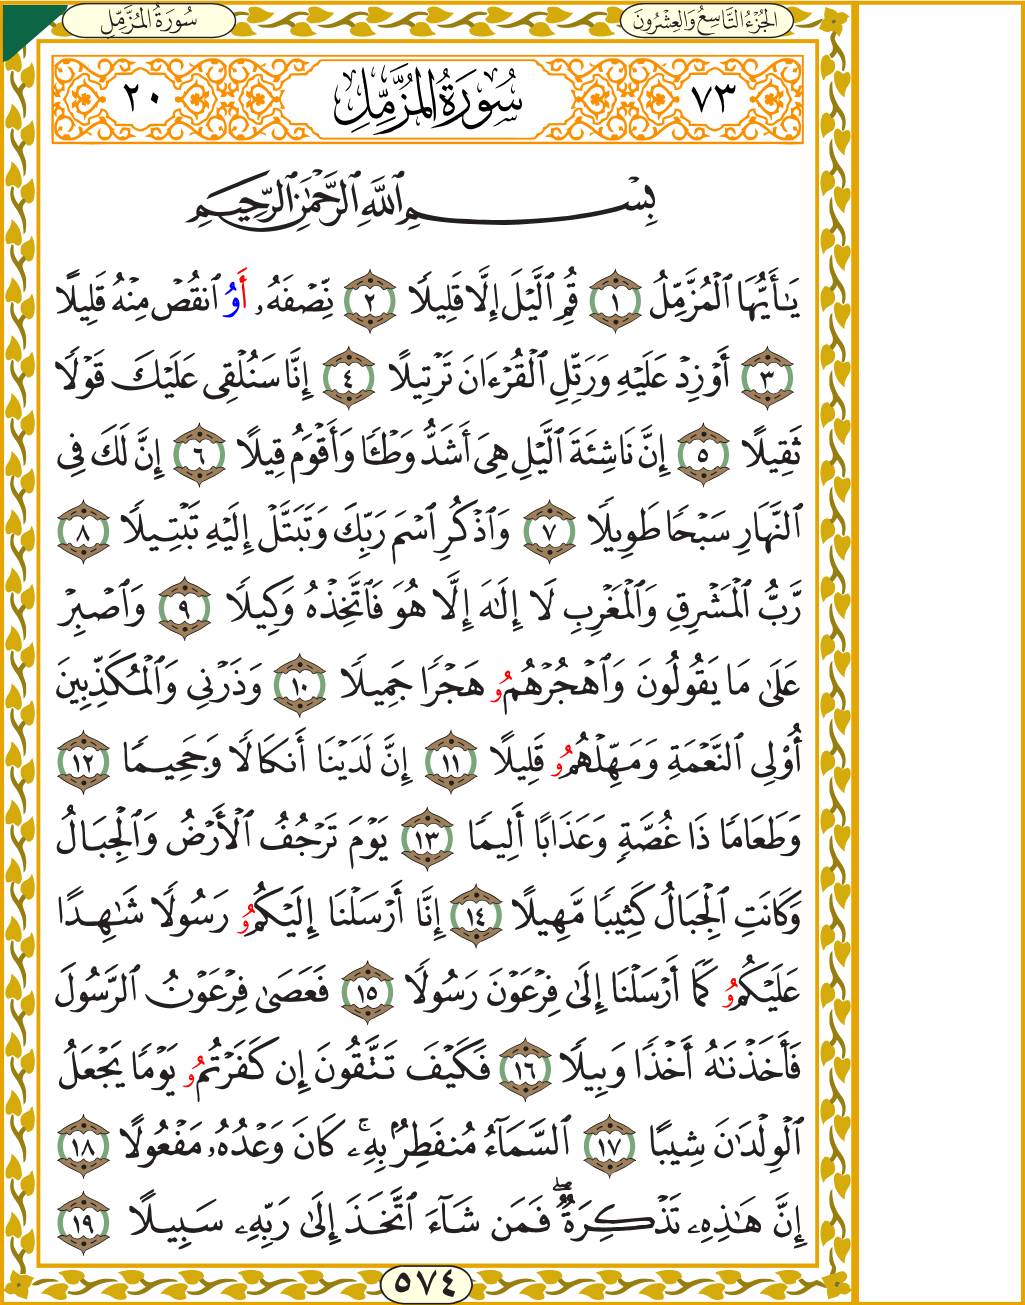 سُورَةُ الْمُزَّمِّلِ
الجُزْءُ التَّاسِعُ وَالعِشْرُونَ
٧٣ سُورَةُ الْمُزَّمِّلِ ٢٠
بِسْمِ ٱللَّهِ ٱلرَّحْمَٰنِ ٱلرَّحِيمِ
يَـٰٓأَيُّهَا ٱلْمُزَّمِّلُ ١ قُمِ ٱلَّيْلَ إِلَّا قَلِيلًا ٢ نِّصْفَهُۥ أَوُ ٱنقُصْ مِنْهُ قَلِيلًا
٣ أَوْ زِدْ عَلَيْهِ وَرَتِّلِ ٱلْقُرْءَانَ تَرْتِيلًا ٤ إِنَّا سَنُلْقِى عَلَيْكَ قَوْلًا
ثَقِيلًا ٥ إِنَّ نَاشِئَةَ ٱلَّيْلِ هِىَ أَشَدُّ وَطْـًٔا وَأَقْوَمُ قِيلًا ٦ إِنَّ لَكَ فِى
ٱلنَّهَارِ سَبْحًا طَوِيلًا ٧ وَٱذْكُرِ ٱسْمَ رَبِّكَ وَتَبَتَّلْ إِلَيْهِ تَبْتِيلًا ٨
رَّبُّ ٱلْمَشْرِقِ وَٱلْمَغْرِبِ لَا إِلَٰهَ إِلَّا هُوَ فَٱتَّخِذْهُ وَكِيلًا ٩ وَٱصْبِرْ
عَلَىٰ مَا يَقُولُونَ وَٱهْجُرْهُمُو هَجْرًا جَمِيلًا ١٠ وَذَرْنِى وَٱلْمُكَذِّبِينَ
أُو۟لِى ٱلنَّعْمَةِ وَمَهِّلْهُمُو قَلِيلًا ١١ إِنَّ لَدَيْنَا أَنكَالًا وَجَحِيمًا ١٢
وَطَعَامًا ذَا غُصَّةٍ وَعَذَابًا أَلِيمًا ١٣ يَوْمَ تَرْجُفُ ٱلْأَرْضُ وَٱلْجِبَالُ
وَكَانَتِ ٱلْجِبَالُ كَثِيبًا مَّهِيلًا ١٤ إِنَّا أَرْسَلْنَا إِلَيْكُمُو رَسُولًا شَٰهِدًا
عَلَيْكُمُو كَمَا أَرْسَلْنَا إِلَىٰ فِرْعَوْنَ رَسُولًا ١٥ فَعَصَىٰ فِرْعَوْنُ ٱلرَّسُولَ
فَأَخَذْنَٰهُ أَخْذًا وَبِيلًا ١٦ فَكَيْفَ تَتَّقُونَ إِن كَفَرْتُمُو يَوْمًا يَجْعَلُ
ٱلْوِلْدَٰنَ شِيبًا ١٧ ٱلسَّمَآءُ مُنفَطِرٌۢ بِهِۦۚ كَانَ وَعْدُهُۥ مَفْعُولًا ١٨
إِنَّ هَٰذِهِۦ تَذْكِرَةٌۖ فَمَن شَآءَ ٱتَّخَذَ إِلَىٰ رَبِّهِۦ سَبِيلًا ١٩
٥٧٤